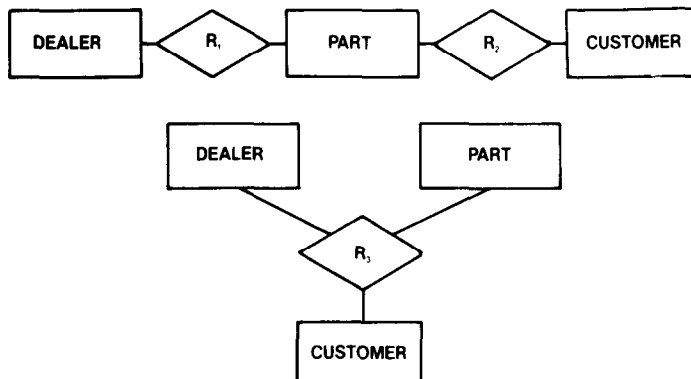 DEALER R₁ PART R₂ CUSTOMER
DEALER PART
R₃
CUSTOMER